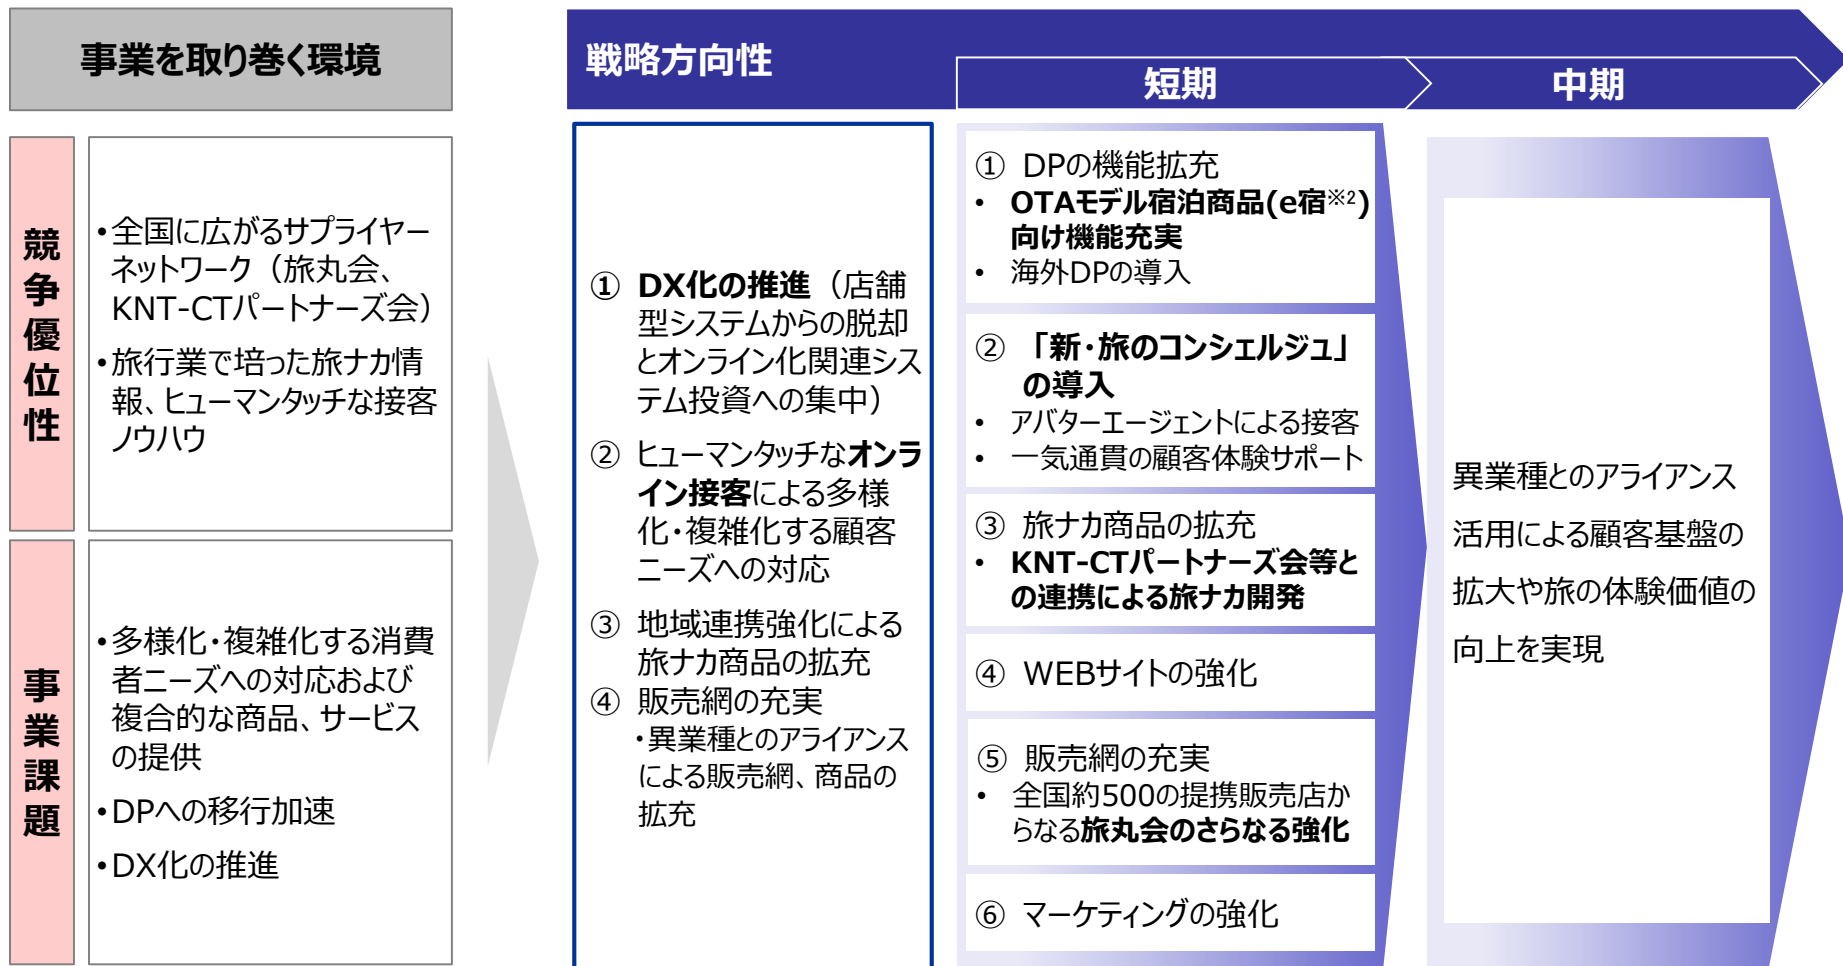 事業を取り巻く環境
競争優位性
•全国に広がるサプライヤー
ネットワーク（旅丸会、
KNT-CTパートナーズ会）
•旅行業で培った旅ナカ情
報、ヒューマンタッチな接客
ノウハウ
事業課題
•多様化・複雑化する消費
者ニーズへの対応および
複合的な商品、サービス
の提供
•DPへの移行加速
•DX化の推進
戦略方向性
① DX化の推進（店舗
型システムからの脱却
とオンライン化関連シス
テム投資への集中）
② ヒューマンタッチなオンラ
イン接客による多様
化・複雑化する顧客
ニーズへの対応
③ 地域連携強化による
旅ナカ商品の拡充
④ 販売網の充実
・異業種とのアライアンス
による販売網、商品の
拡充
短期
① DPの機能拡充
• OTAモデル宿泊商品(e宿※2)
向け機能充実
• 海外DPの導入
② 「新・旅のコンシェルジュ」
の導入
• アバターエージェントによる接客
• 一気通貫の顧客体験サポート
③ 旅ナカ商品の拡充
• KNT-CTパートナーズ会等と
の連携による旅ナカ開発
④ WEBサイトの強化
⑤ 販売網の充実
• 全国約500の提携販売店か
らなる旅丸会のさらなる強化
⑥ マーケティングの強化
中期
異業種とのアライアンス
活用による顧客基盤の
拡大や旅の体験価値の
向上を実現